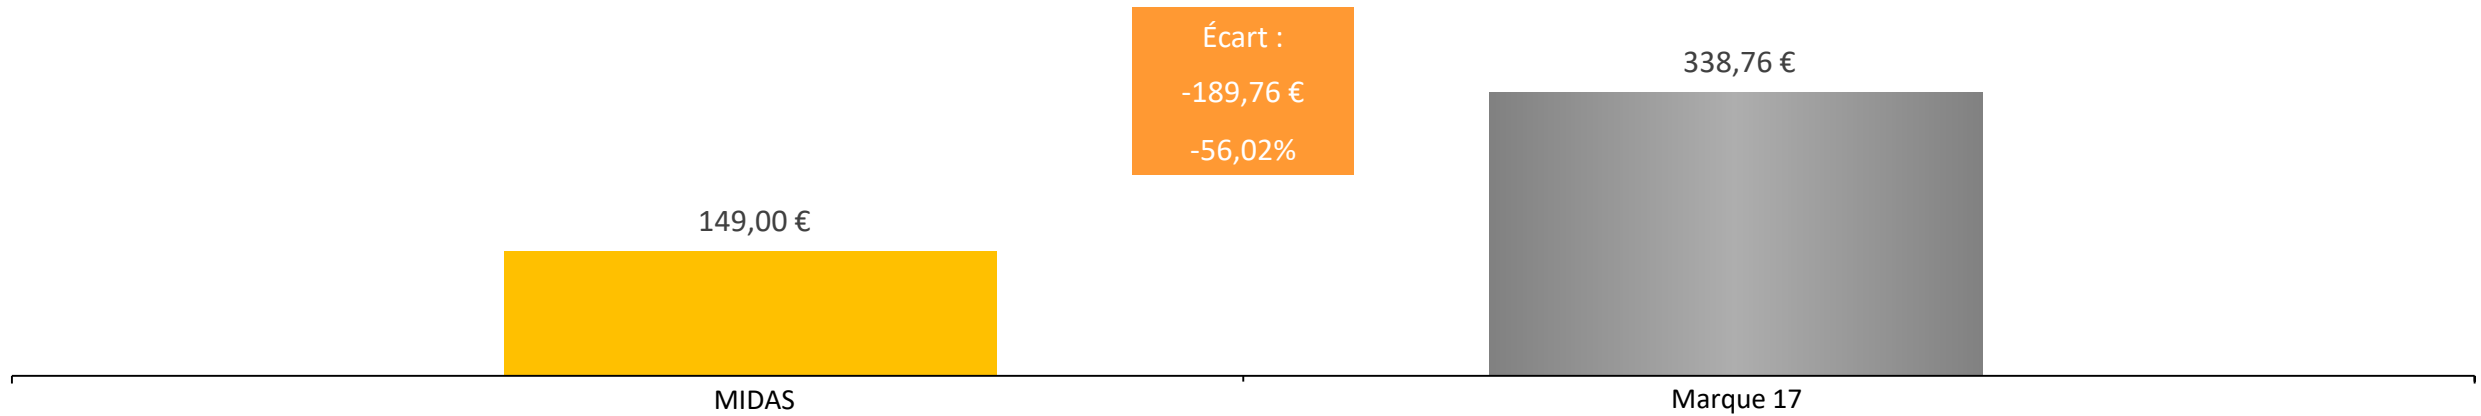 Écart :
-189,76 €
-56,02%
338,76 €
149,00 €
MIDAS
Marque 17